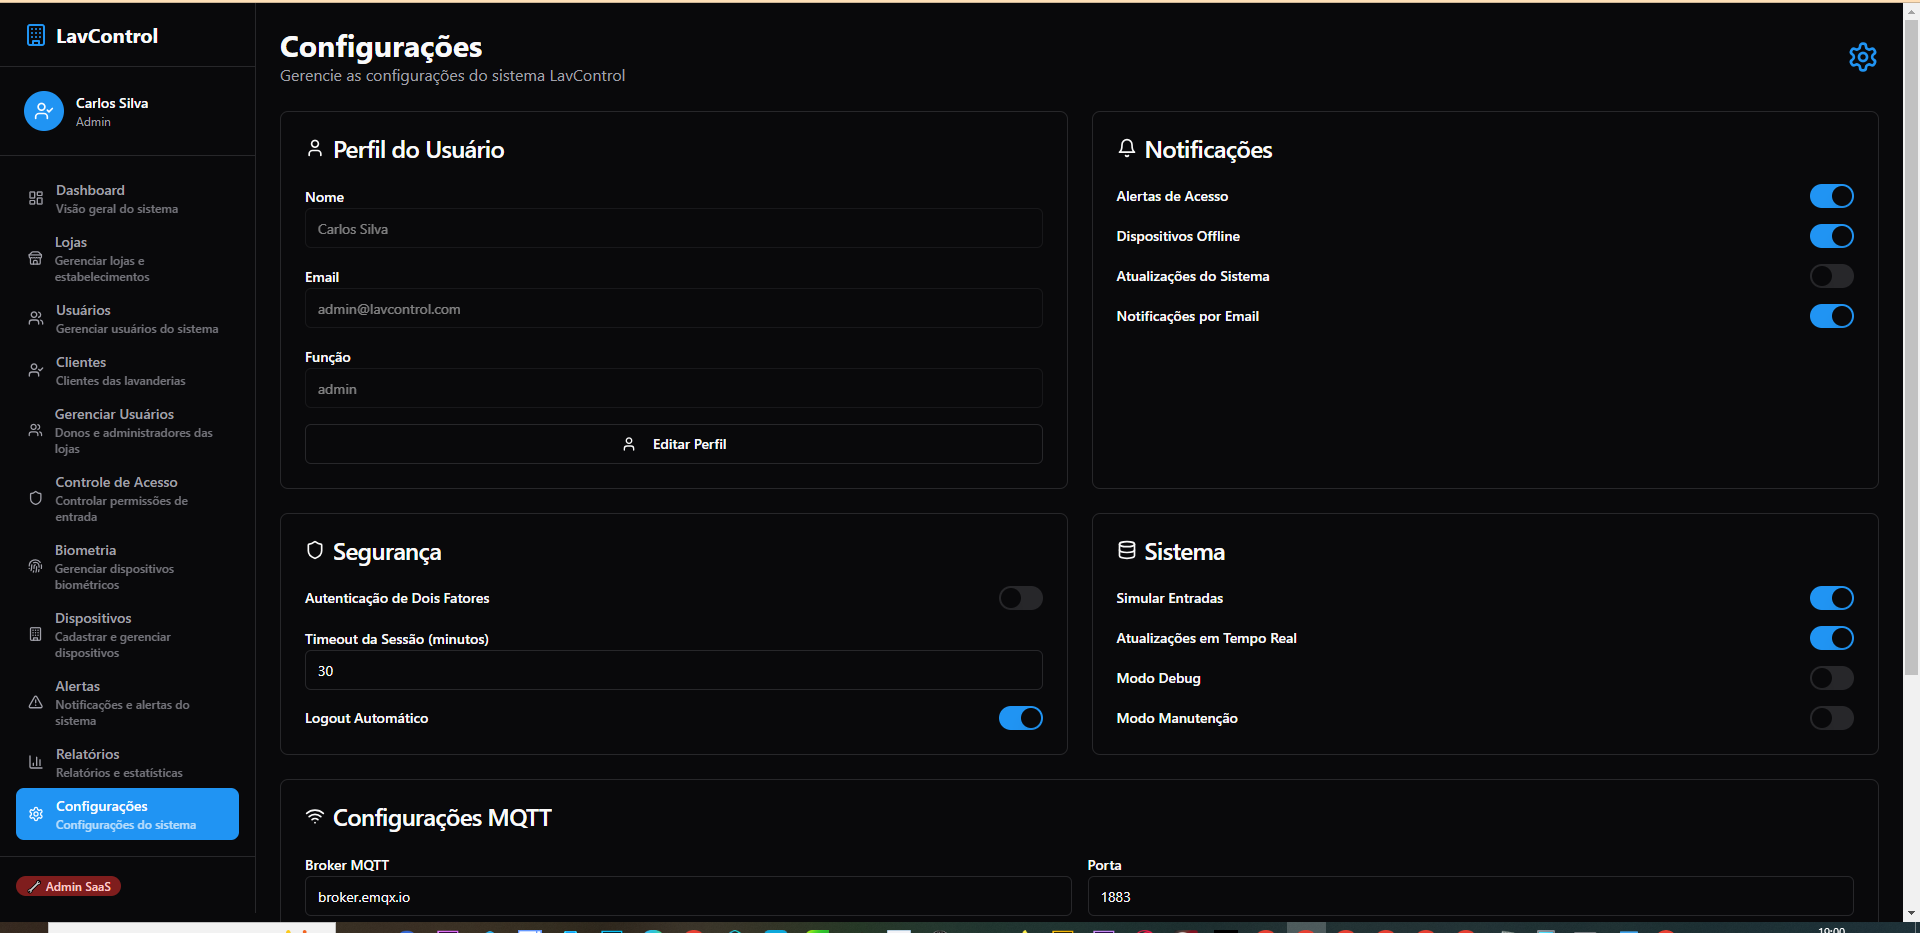 LavControl
Carlos Silva
Admin
Dashboard
Visão geral do sistema
Lojas
Gerenciar lojas e
estabelecimentos
Usuários
Gerenciar usuários do sistema
Clientes
Clientes das lavanderias
Gerenciar Usuários
Donos e administradores das
lojas
Controle de Acesso
Controlar permissões de
entrada
Biometria
Gerenciar dispositivos
biométricos
Dispositivos
Cadastrar e gerenciar
dispositivos
Alertas
Notificações e alertas do
sistema
Relatórios
Relatórios e estatísticas
Configurações
Configurações do sistema
Admin SaaS
Configurações
Gerencie as configurações do sistema LavControl
Perfil do Usuário
Nome
Carlos Silva
Email
admin@lavcontrol.com
Função
admin
Editar Perfil
Notificações
Alertas de Acesso
Dispositivos Offline
Atualizações do Sistema
Notificações por Email
Segurança
Autenticação de Dois Fatores
Timeout da Sessão (minutos)
30
Logout Automático
Sistema
Simular Entradas
Atualizações em Tempo Real
Modo Debug
Modo Manutenção
Configurações MQTT
Broker MQTT
broker.emqx.io
Porta
1883